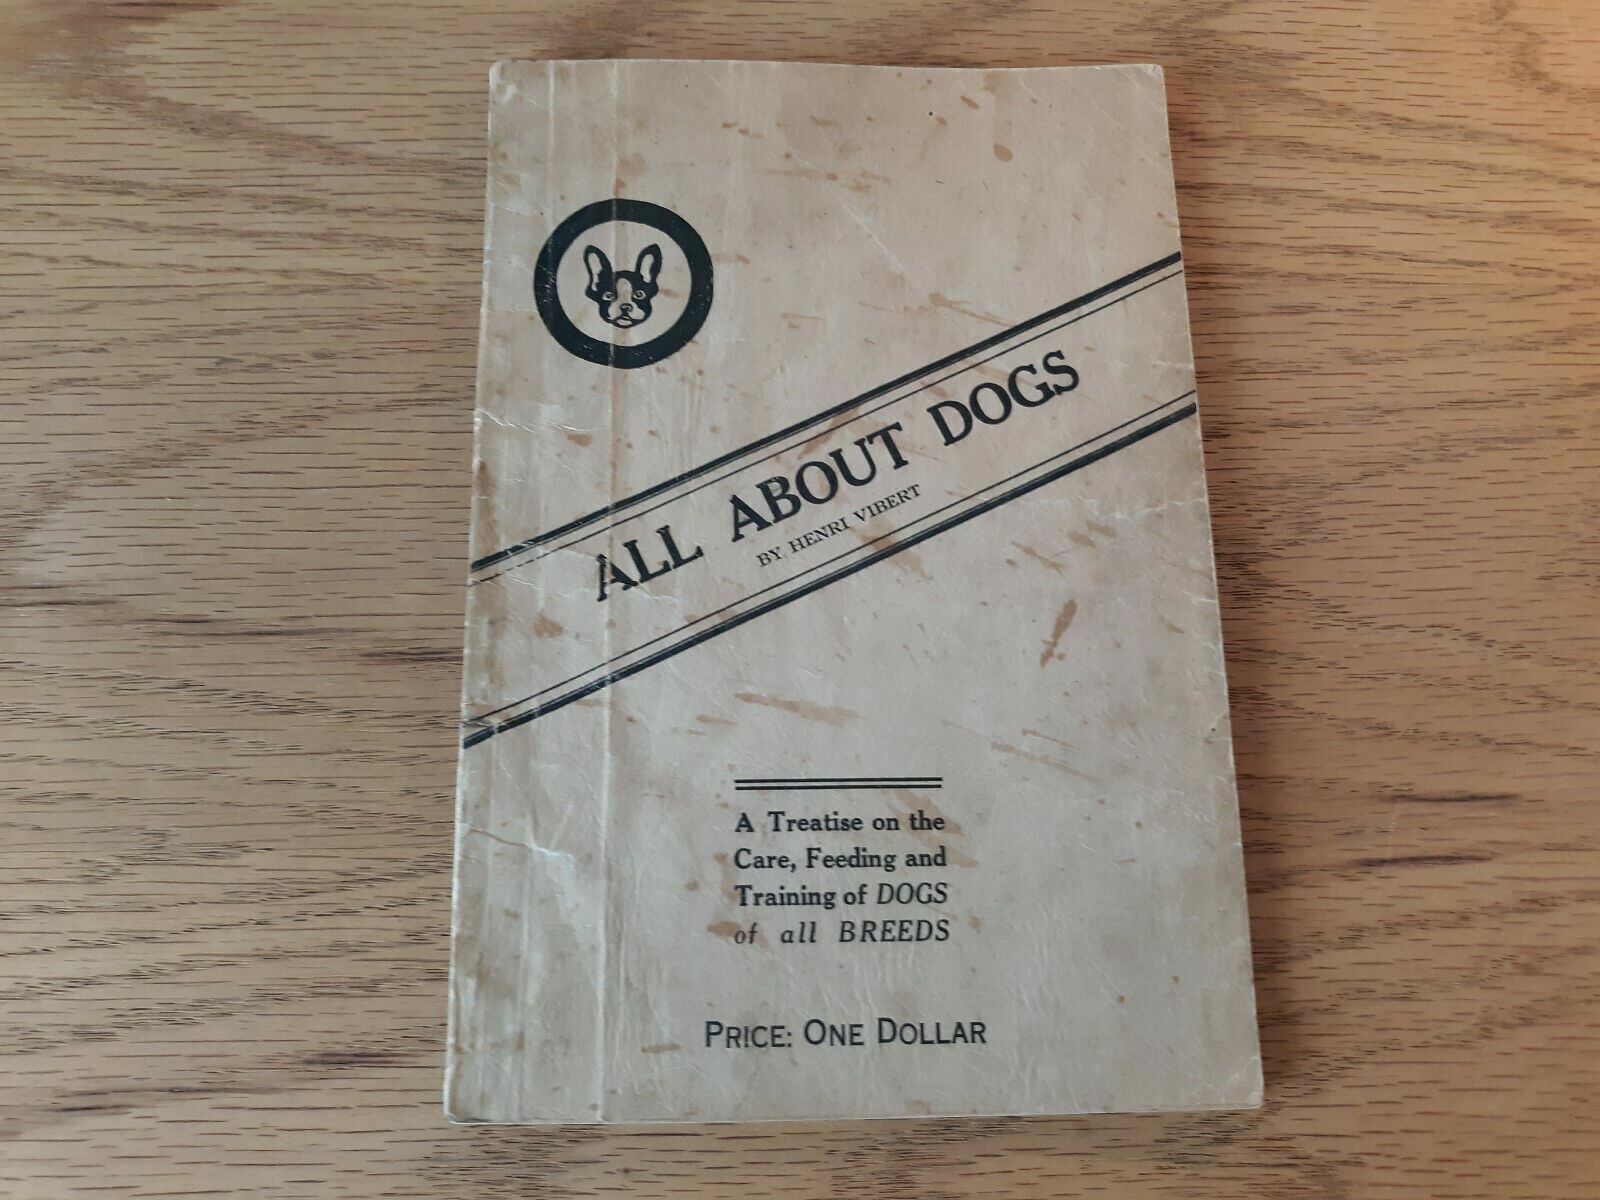 ALL ABOUT DOGS
BY HENRI VIBERT
A Treatise on the
Care, Feeding and
Training of DOGS
of all BREEDS
PRICE: ONE DOLLAR